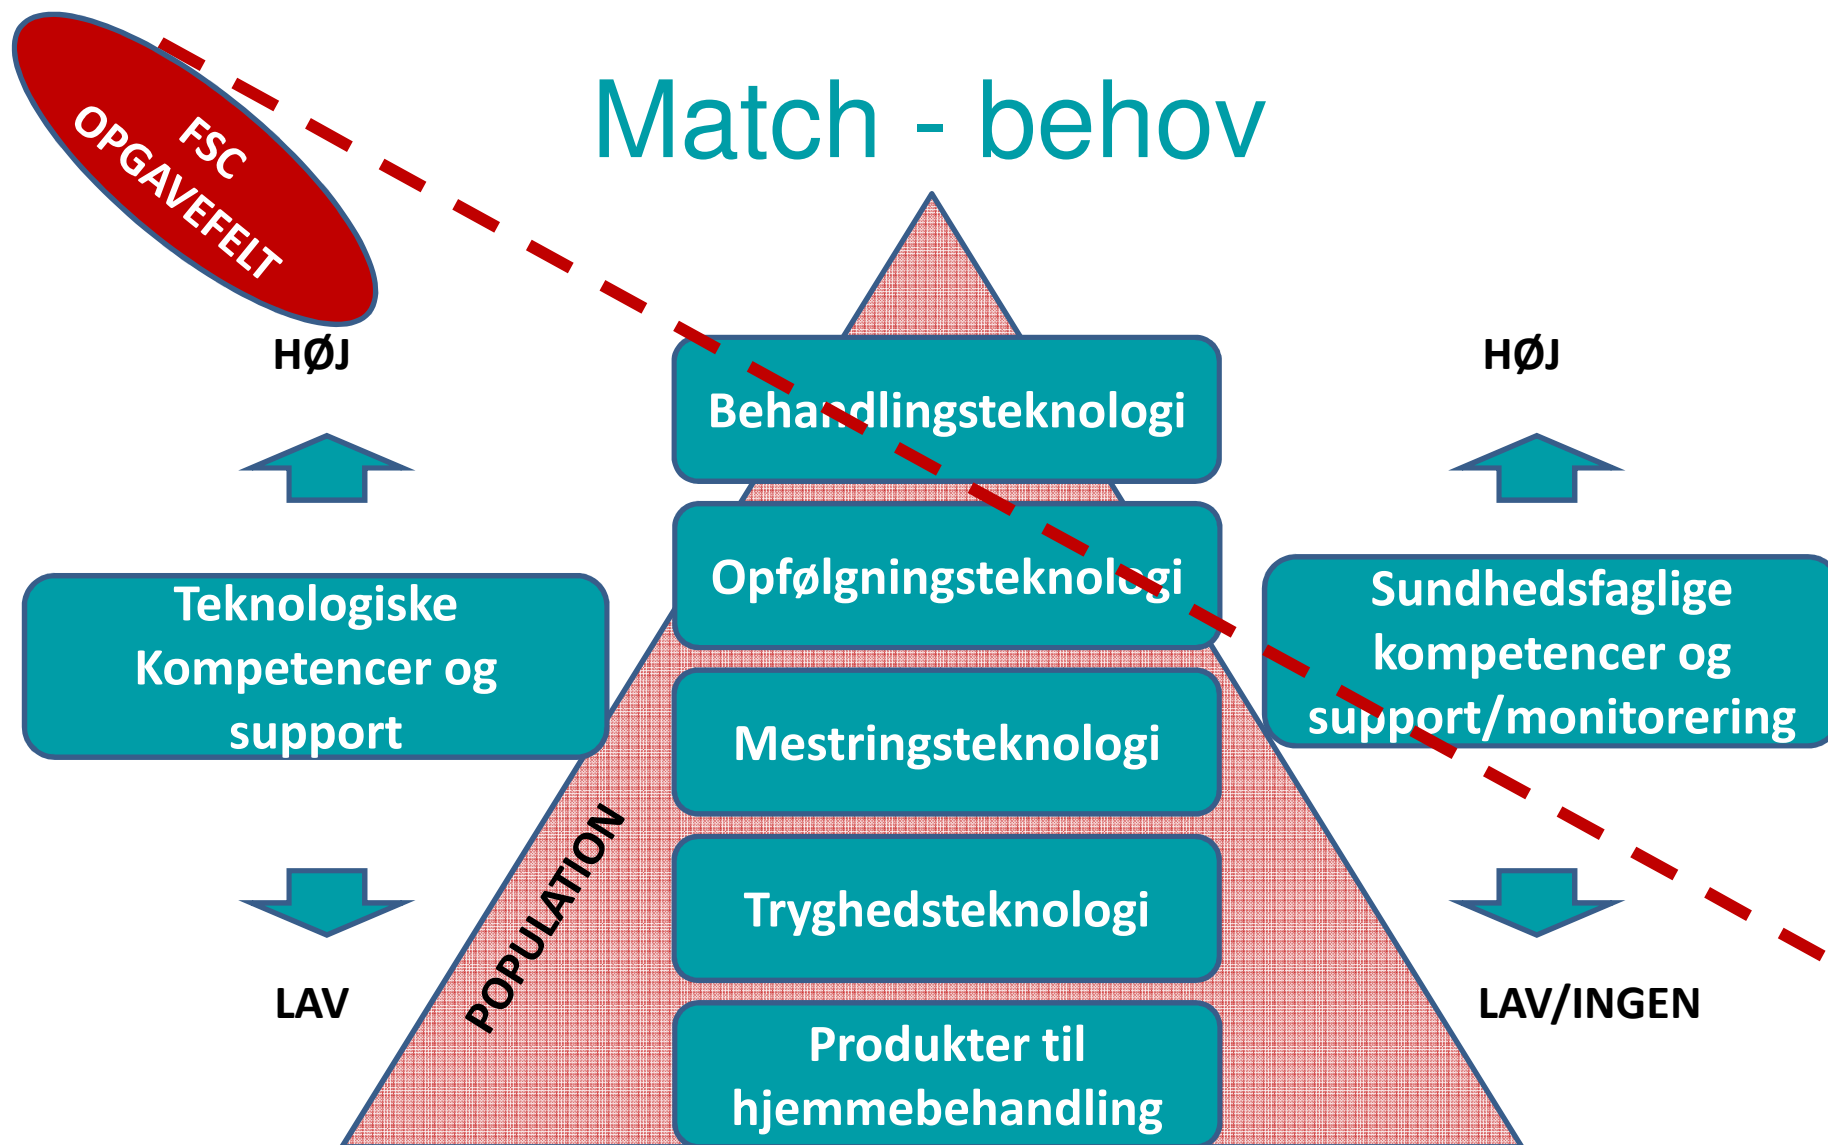 Match - behov
FSC
OPGAVEFELT
HØJ
HØJ
Behandlingsteknologi
Opfølgningsteknologi
Teknologiske
Kompetencer og
support
Sundhedsfaglige
kompetencer og
support/monitorering
Mestringsteknologi
POPULATION
Tryghedsteknologi
LAV
LAV/INGEN
Produkter til
hjemmebehandling